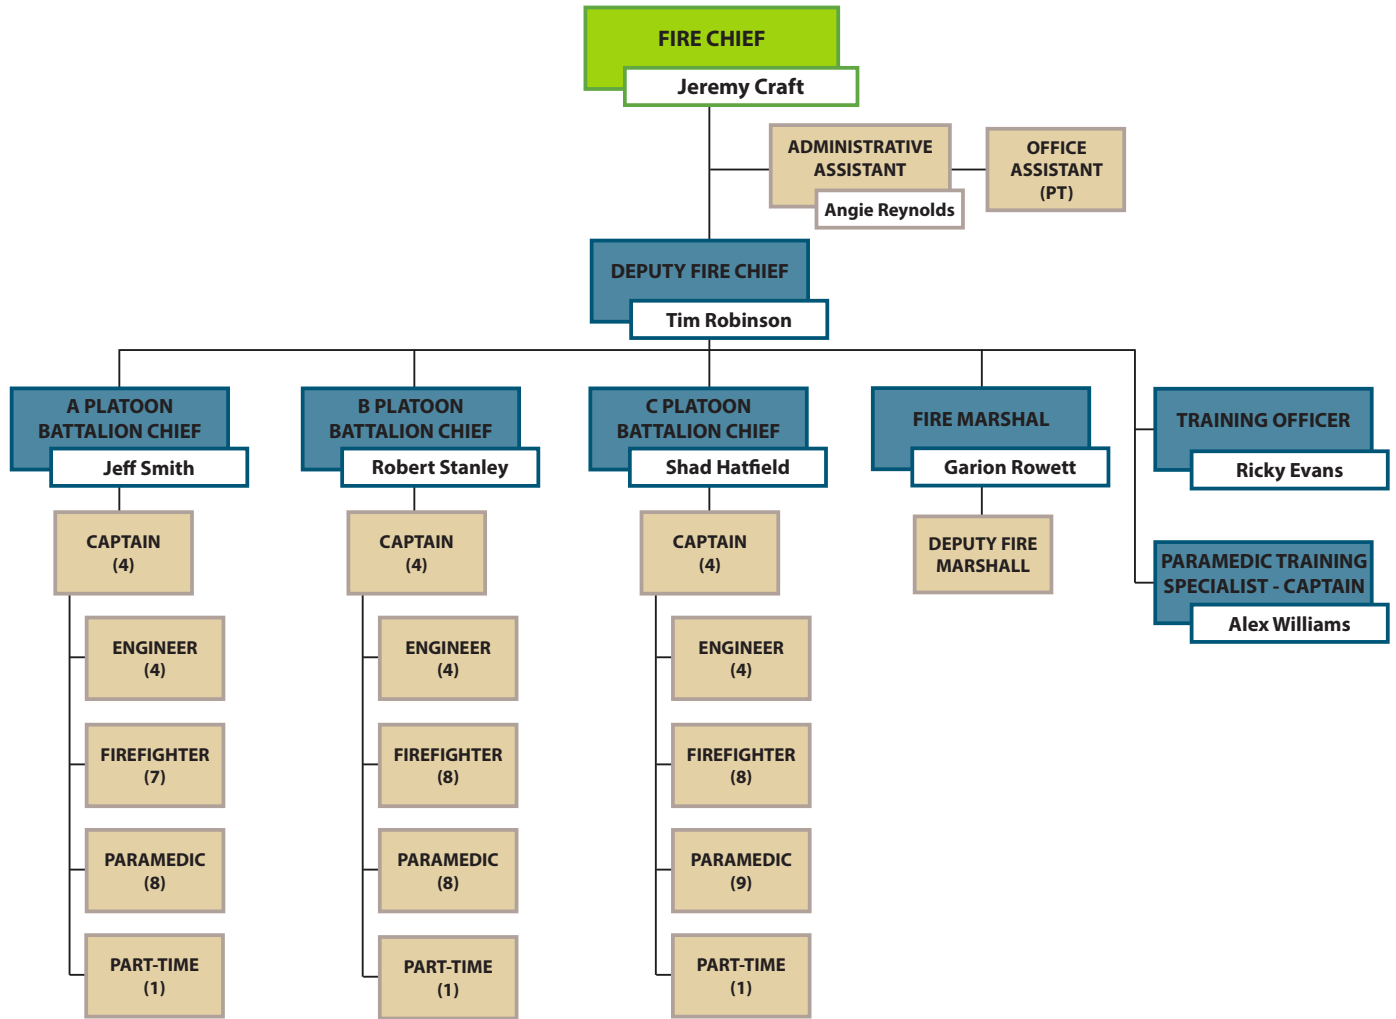 FIRE CHIEF
Jeremy Craft
ADMINISTRATIVE
ASSISTANT
Angie Reynolds
OFFICE
ASSISTANT
(PT)
DEPUTY FIRE CHIEF
Tim Robinson
A PLATOON
BATTALION CHIEF
Jeff Smith
B PLATOON
BATTALION CHIEF
Robert Stanley
C PLATOON
BATTALION CHIEF
Shad Hatfield
FIRE MARSHAL
Garion Rowett
TRAINING OFFICER
Ricky Evans
PARAMEDIC TRAINING
SPECIALIST - CAPTAIN
Alex Williams
CAPTAIN
(4)
ENGINEER
(4)
FIREFIGHTER
(7)
PARAMEDIC
(8)
PART-TIME
(1)
CAPTAIN
(4)
ENGINEER
(4)
FIREFIGHTER
(8)
PARAMEDIC
(8)
PART-TIME
(1)
CAPTAIN
(4)
ENGINEER
(4)
FIREFIGHTER
(8)
PARAMEDIC
(9)
PART-TIME
(1)
DEPUTY FIRE
MARSHALL